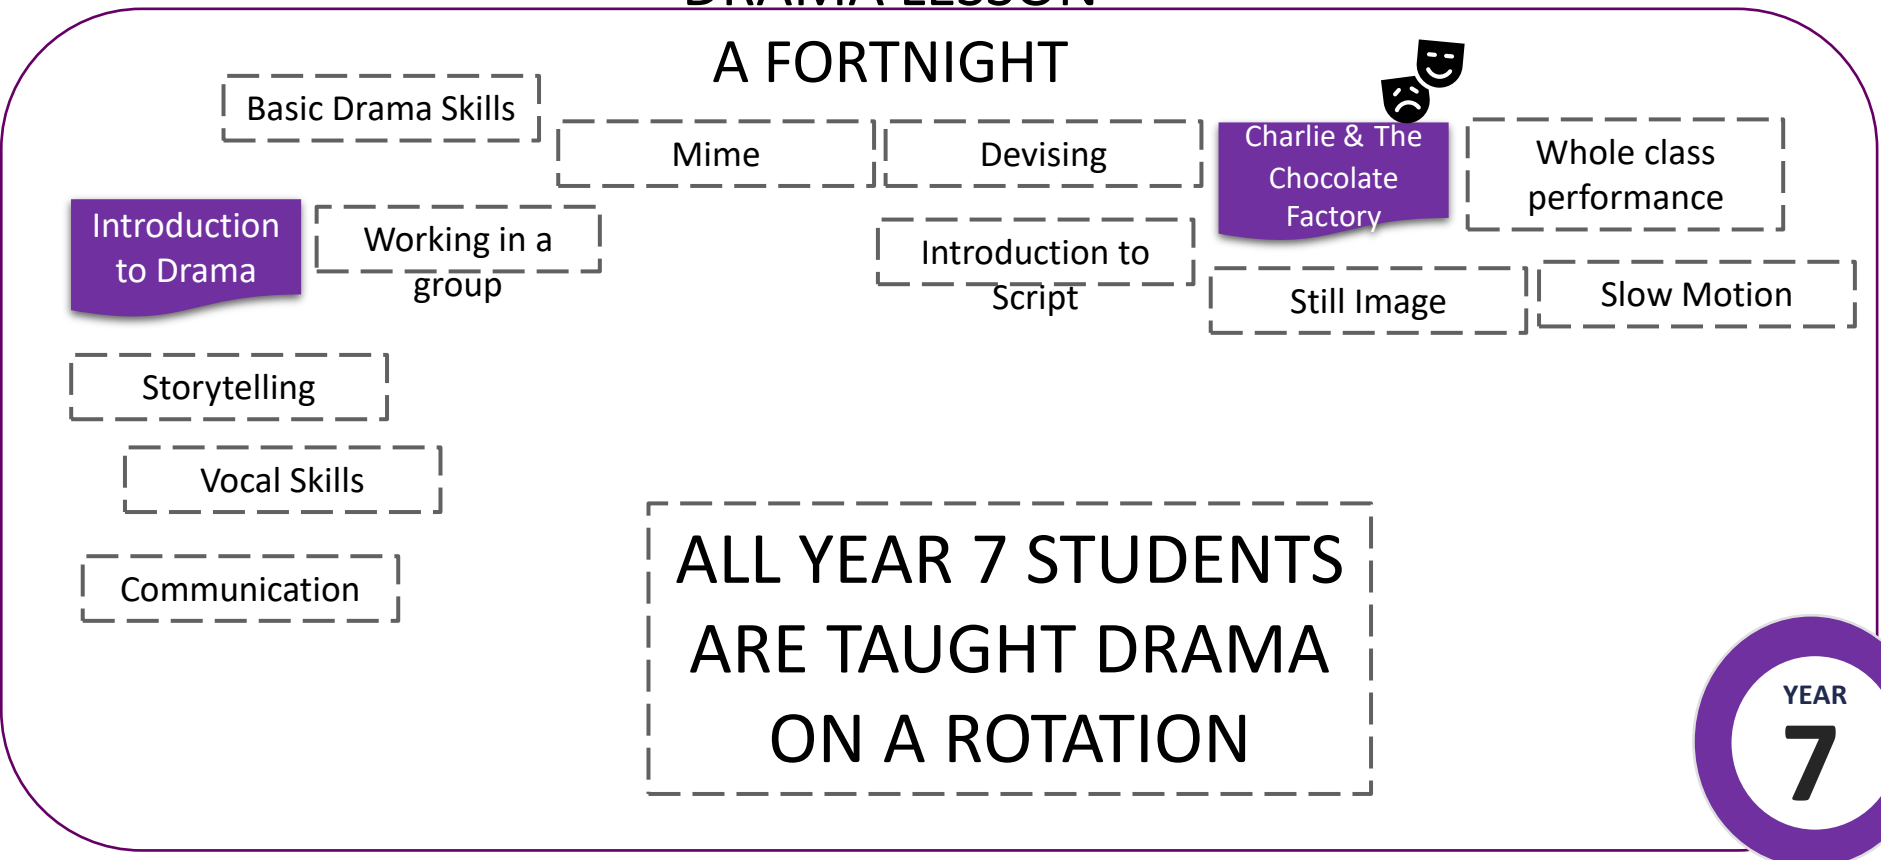 DRAMA LESSON
A FORTNIGHT
Basic Drama Skills
Mime
Devising
Charlie & The
Chocolate
Factory
Whole class
performance
Introduction
to Drama
Working in a
group
Introduction to
Script
Still Image
Slow Motion
Storytelling
Vocal Skills
Communication
ALL YEAR 7 STUDENTS
ARE TAUGHT DRAMA
ON A ROTATION
YEAR
7